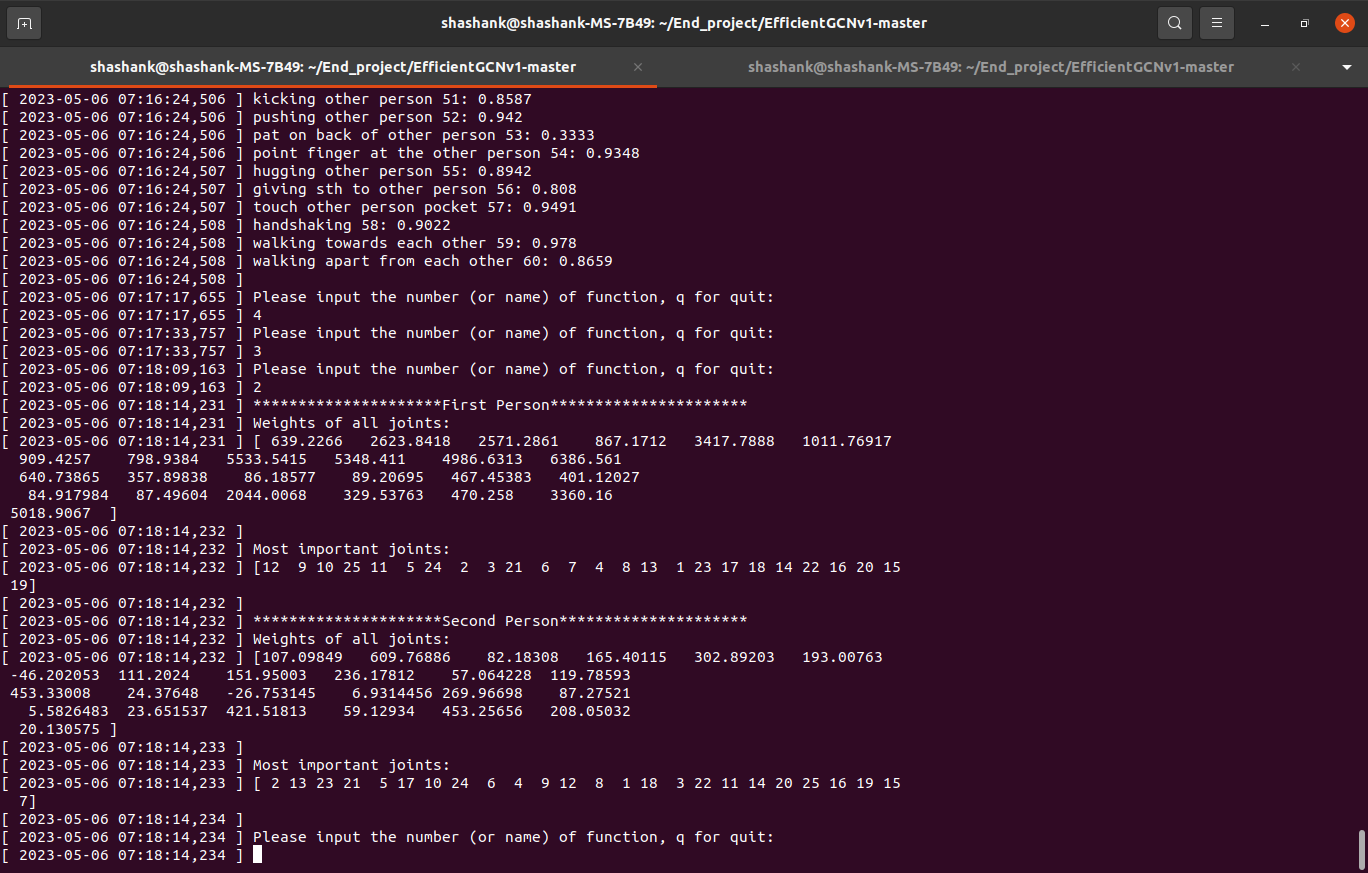 shashank@shashank-MS-7B49: ~/End_project/EfficientGCNv1-master
shashank@shashank-MS-7B49: ~/End_project/EfficientGCNv1-master
shashank@shashank-MS-7B49: ~/End_project/EfficientGCNv1-master
[ 2023-05-06 07:16:24,506 ] kicking other person 51: 0.8587
[ 2023-05-06 07:16:24,506 ] pushing other person 52: 0.942
[ 2023-05-06 07:16:24,506 ] pat on back of other person 53: 0.3333
[ 2023-05-06 07:16:24,506 ] point finger at the other person 54: 0.9348
[ 2023-05-06 07:16:24,507 ] hugging other person 55: 0.8942
[ 2023-05-06 07:16:24,507 ] giving sth to other person 56: 0.808
[ 2023-05-06 07:16:24,507 ] touch other person pocket 57: 0.9491
[ 2023-05-06 07:16:24,508 ] handshaking 58: 0.9022
[ 2023-05-06 07:16:24,508 ] walking towards each other 59: 0.978
[ 2023-05-06 07:16:24,508 ] walking apart from each other 60: 0.8659
[ 2023-05-06 07:16:24,508 ]
[ 2023-05-06 07:17:17,655 ] Please input the number (or name) of function, q for quit:
[ 2023-05-06 07:17:17,655 ] 4
[ 2023-05-06 07:17:33,757 ] Please input the number (or name) of function, q for quit:
[ 2023-05-06 07:17:33,757 ] 3
[ 2023-05-06 07:18:09,163 ] Please input the number (or name) of function, q for quit:
[ 2023-05-06 07:18:09,163 ] 2
[ 2023-05-06 07:18:14,231 ] *********************First Person**********************
[ 2023-05-06 07:18:14,231 ] Weights of all joints:
[ 2023-05-06 07:18:14,231 ] [ 639.2266   2623.8418   2571.2861    867.1712   3417.7888   1011.76917
  909.4257    798.9384   5533.5415   5348.411    4986.6313   6386.561
  640.73865   357.89838    86.18577    89.20695   467.45383   401.12027
   84.917984   87.49604  2044.0068    329.53763   470.258    3360.16
 5018.9067  ]
[ 2023-05-06 07:18:14,232 ]
[ 2023-05-06 07:18:14,232 ] Most important joints:
[ 2023-05-06 07:18:14,232 ] [12  9 10 25 11  5 24  2  3 21  6  7  4  8 13  1 23 17 18 14 22 16 20 15
 19]
[ 2023-05-06 07:18:14,232 ]
[ 2023-05-06 07:18:14,232 ] *********************Second Person*********************
[ 2023-05-06 07:18:14,232 ] Weights of all joints:
[ 2023-05-06 07:18:14,232 ] [107.09849   609.76886    82.18308   165.40115   302.89203   193.00763
 -46.202053  111.2024    151.95003   236.17812    57.064228  119.78593
 453.33008    24.37648   -26.753145    6.9314456 269.96698    87.27521
   5.5826483  23.651537  421.51813    59.12934   453.25656   208.05032
  20.130575 ]
[ 2023-05-06 07:18:14,233 ]
[ 2023-05-06 07:18:14,233 ] Most important joints:
[ 2023-05-06 07:18:14,233 ] [ 2 13 23 21  5 17 10 24  6  4  9 12  8  1 18  3 22 11 14 20 25 16 19 15
  7]
[ 2023-05-06 07:18:14,234 ]
[ 2023-05-06 07:18:14,234 ] Please input the number (or name) of function, q for quit:
[ 2023-05-06 07:18:14,234 ]